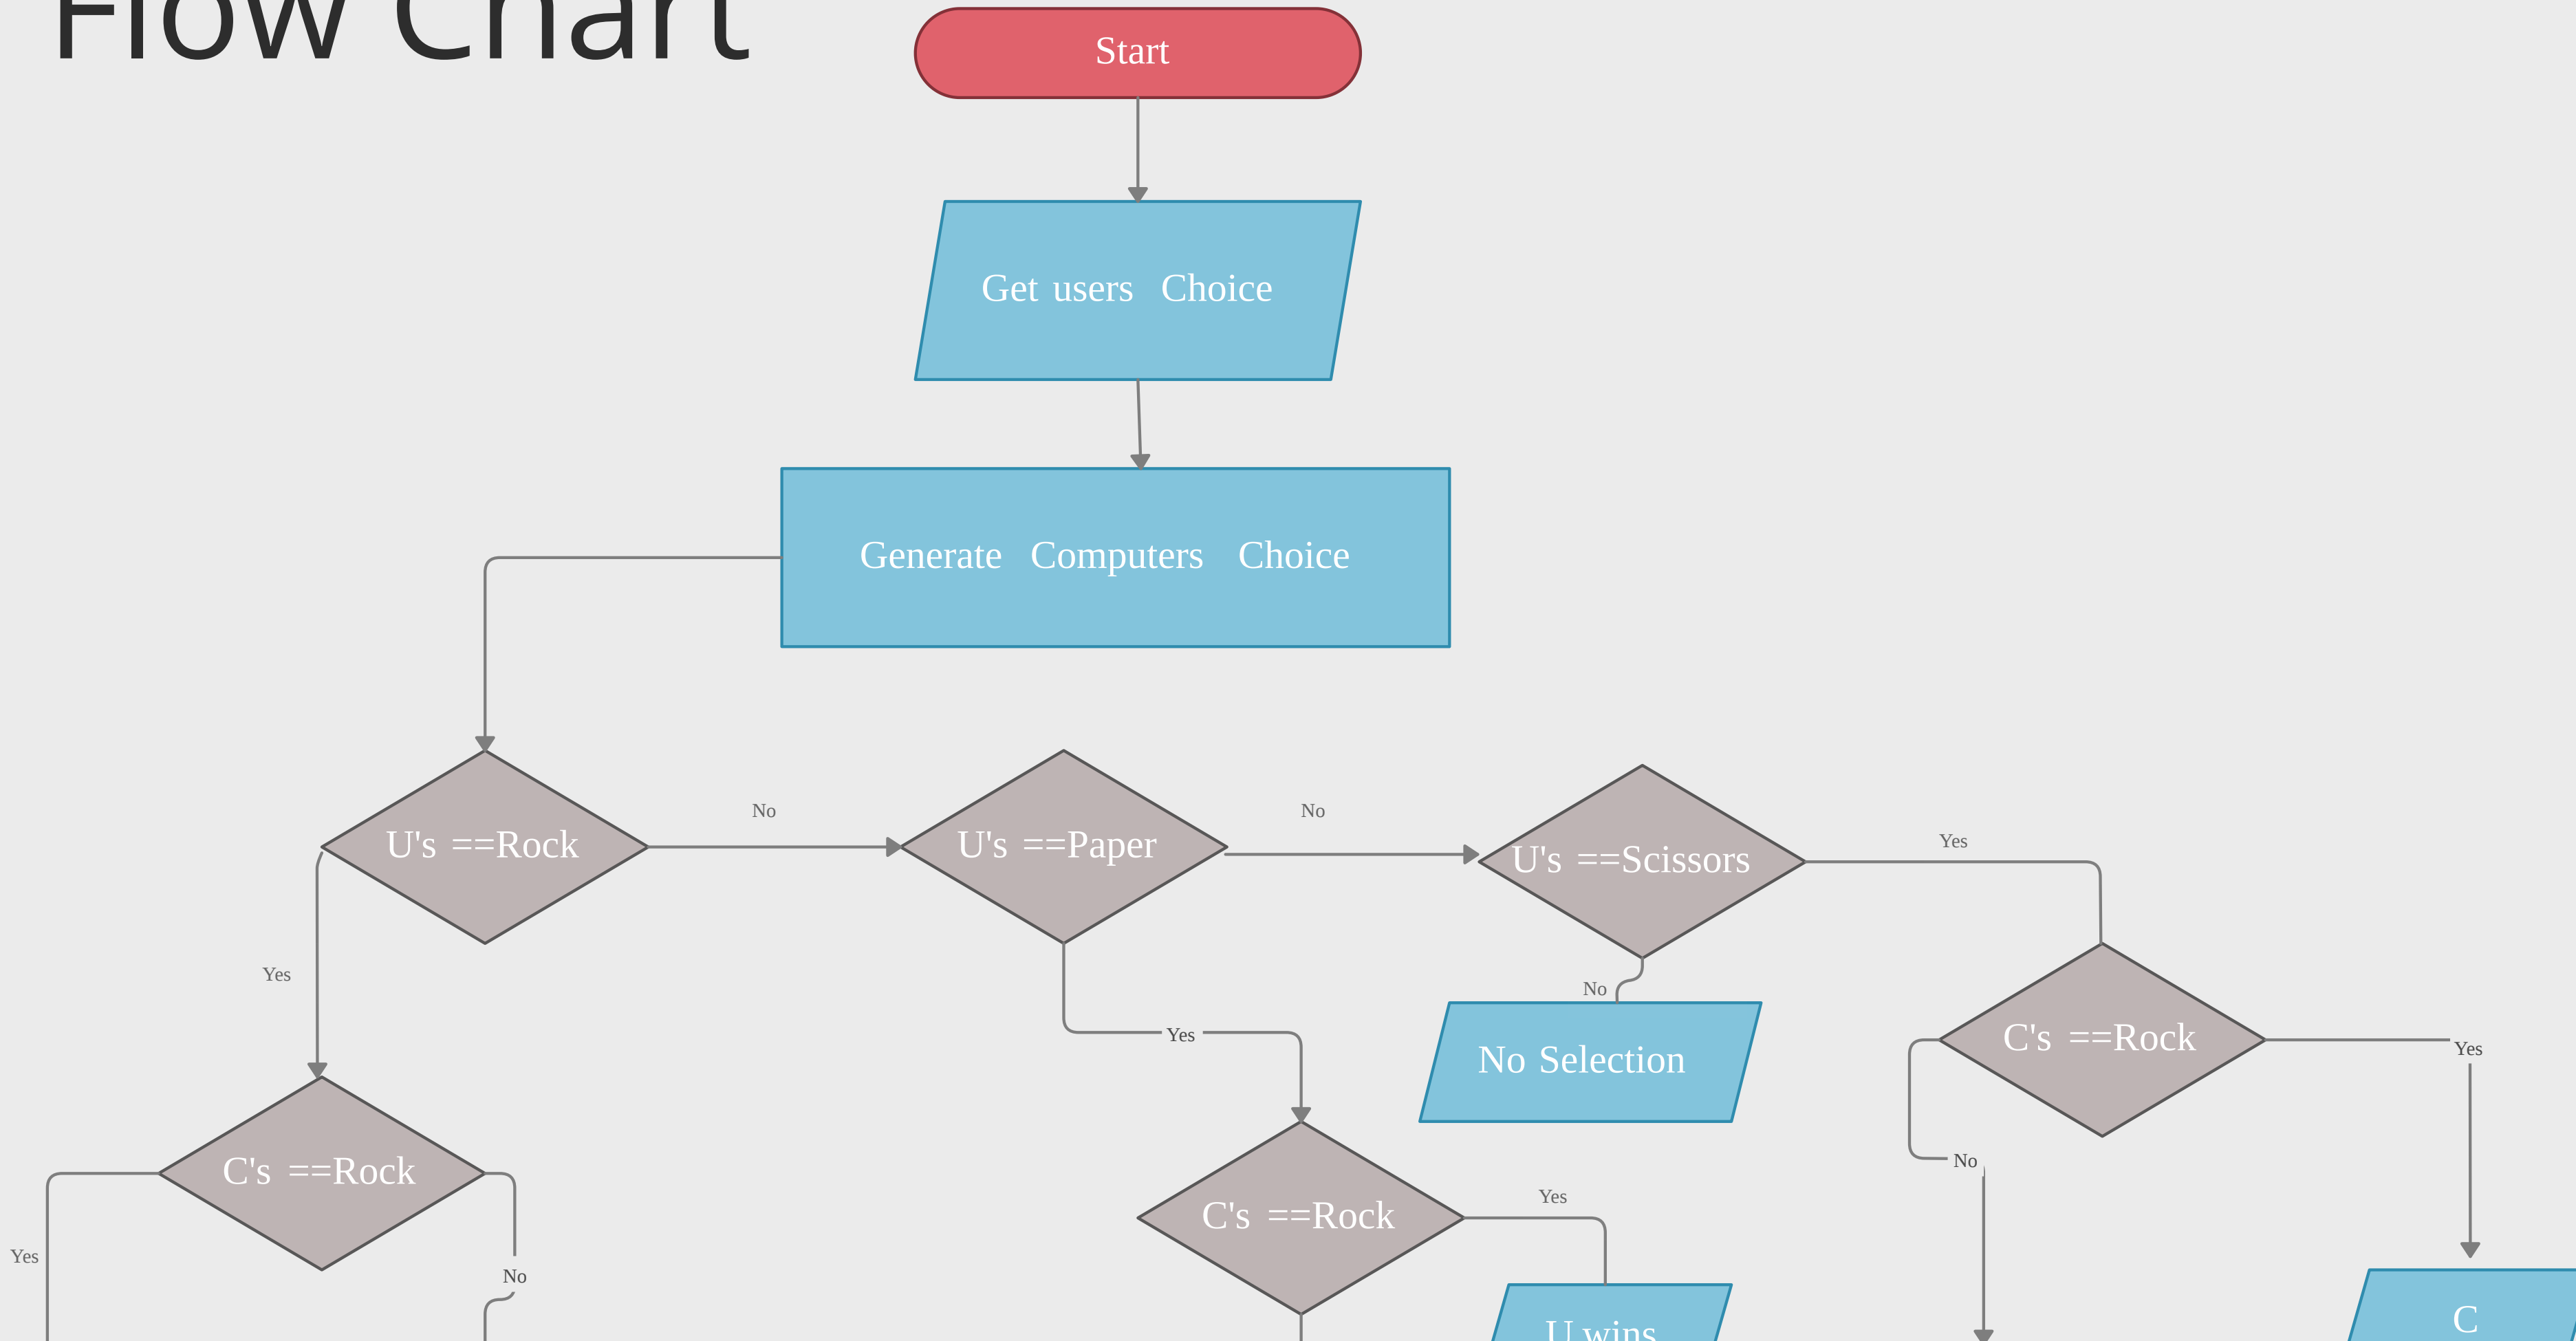 Flow Chart
Start
Get users Choice
Generate Computers Choice
U's ==Rock
No
U's ==Paper
No
U's ==Scissors
Yes
Yes
Yes
No
No Selection
C's ==Rock
Yes
No
C's ==Rock
Yes
No
C's ==Rock
Yes
U wins
C